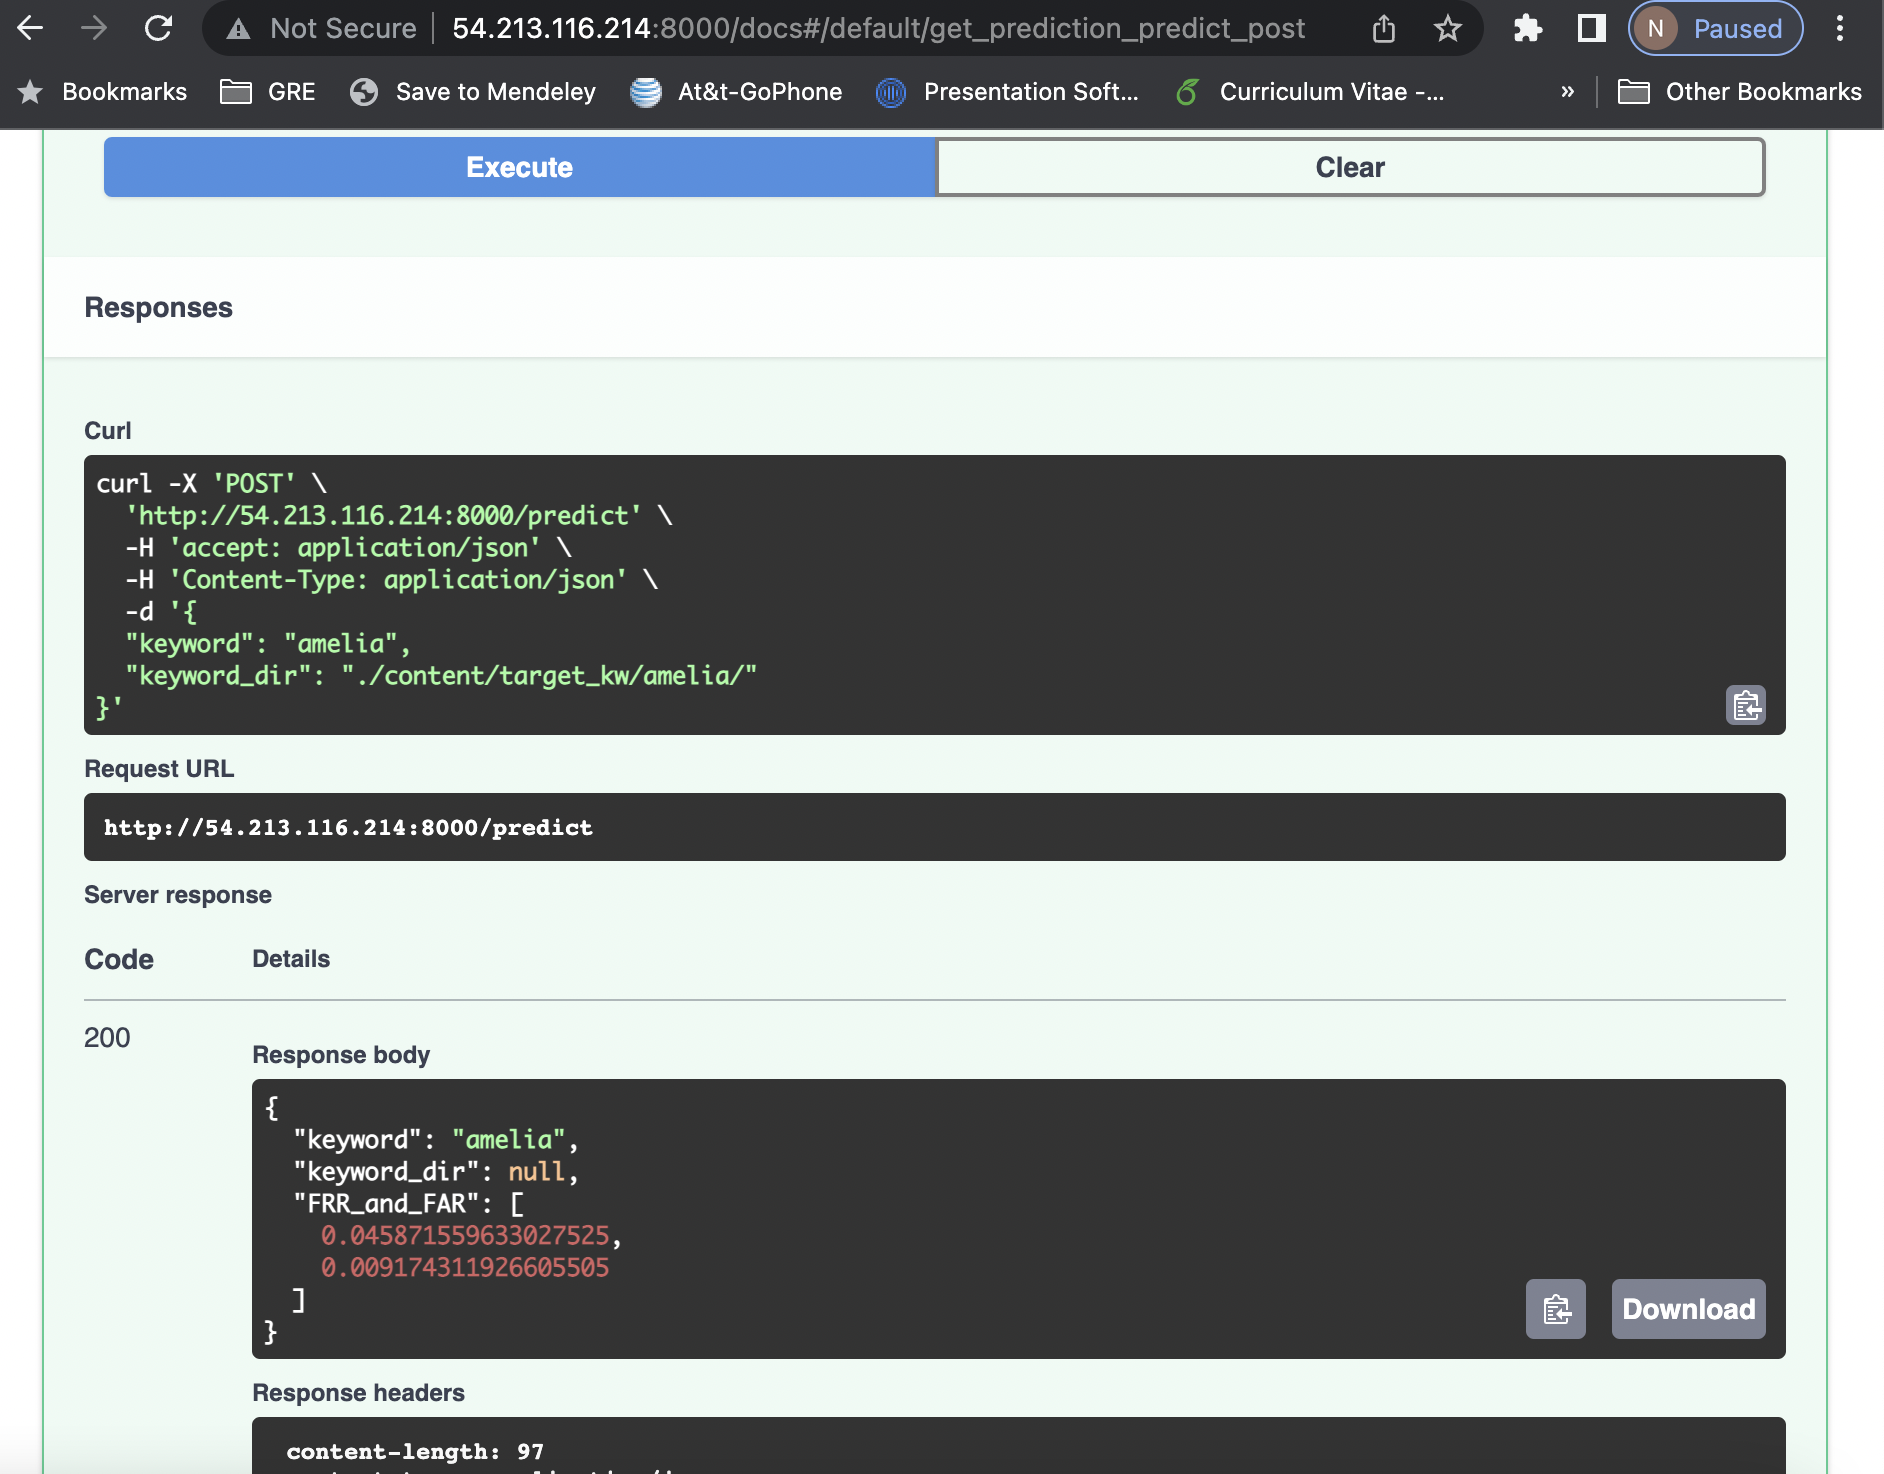 Not Secure 54.213.116.214:8000/docs#/default/get_prediction_predict_post N Paused
Bookmarks GRE Save to Mendeley At&t-GoPhone Presentation Soft... Curriculum Vitae -... » Other Bookmarks
Execute Clear
Responses
Curl
curl -X 'POST' \
'http://54.213.116.214:8000/predict' \
-H 'accept: application/json' \
-H 'Content-Type: application/json' \
-d '{
"keyword": "amelia",
"keyword_dir": "./content/target_kw/amelia/"
}'
Request URL
http://54.213.116.214:8000/predict
Server response
Code Details
200
Response body
{
"keyword": "amelia",
"keyword_dir": null,
"FRR_and_FAR": [
0.045871559633027525,
0.009174311926605505
]
}
Download
Response headers
content-length: 97